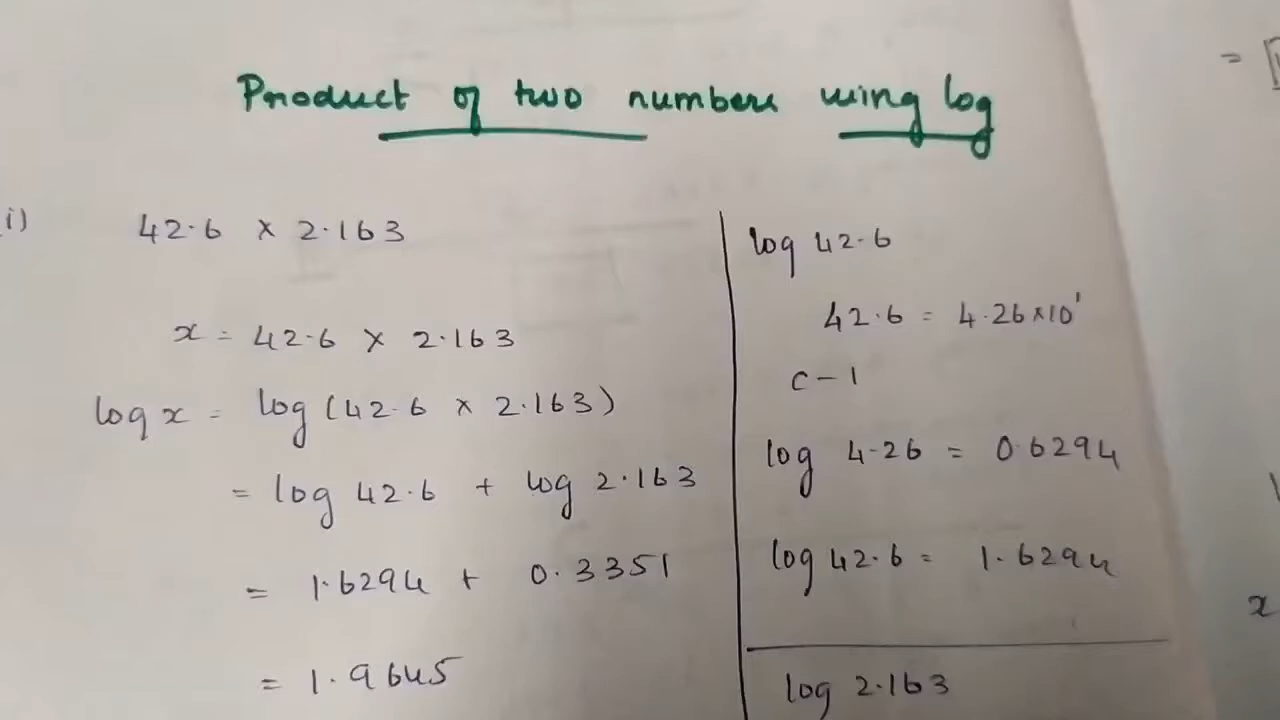 Product of two numbers using log
i) 42.6 x 2.163
x = 42.6 x 2.163
log x = log (42.6 x 2.163)
= log 42.6 + log 2.163
= 1.6294 + 0.3351
= 1.9645
log 42.6
42.6 = 4.26 x 10¹
C - 1
log 4.26 = 0.6294
log 42.6 = 1.6294
log 2.163
=
x